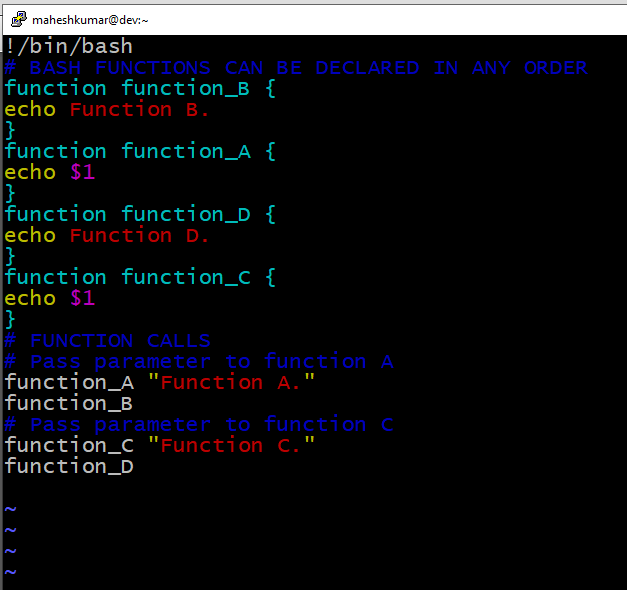 maheshkumar@dev:~
!/bin/bash
# BASH FUNCTIONS CAN BE DECLARED IN ANY ORDER
function function_B {
echo Function B.
}
function function_A {
echo $1
}
function function_D {
echo Function D.
}
function function_C {
echo $1
}
# FUNCTION CALLS
# Pass parameter to function A
function_A "Function A."
function_B
# Pass parameter to function C
function_C "Function C."
function_D
~
~
~
~